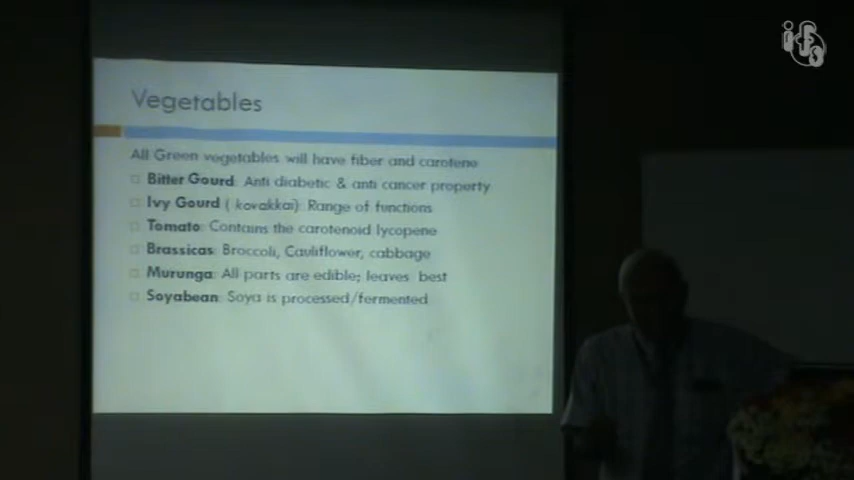 Vegetables
All Green vegetables will have fiber and carotene
Bitter Gourd: Anti diabetic & anti cancer property
Ivy Gourd ( kovakkai): Range of functions
Tomato: Contains the carotenoid lycopene
Brassicas: Broccoli, Cauliflower, cabbage
Murunga: All parts are edible; leaves best
Soyabean: Soya is processed/fermented